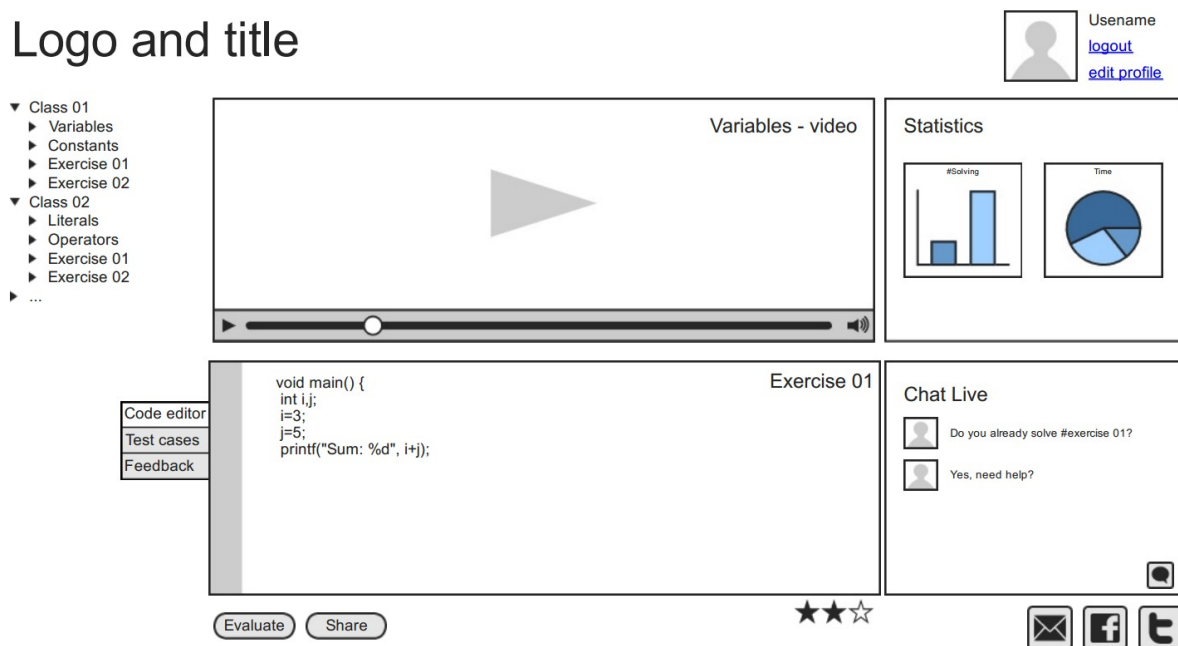 Logo and title
Usename
logout
edit profile
Class 01
Variables
Constants
Exercise 01
Exercise 02
Class 02
Literals
Operators
Exercise 01
Exercise 02
...
Variables - video
Statistics
#Solving
Time
Code editor
Test cases
Feedback
void main() {
int i,j;
i=3;
j=5;
printf("Sum: %d", i+j);
Exercise 01
Chat Live
Do you already solve #exercise 01?
Yes, need help?
Evaluate
Share